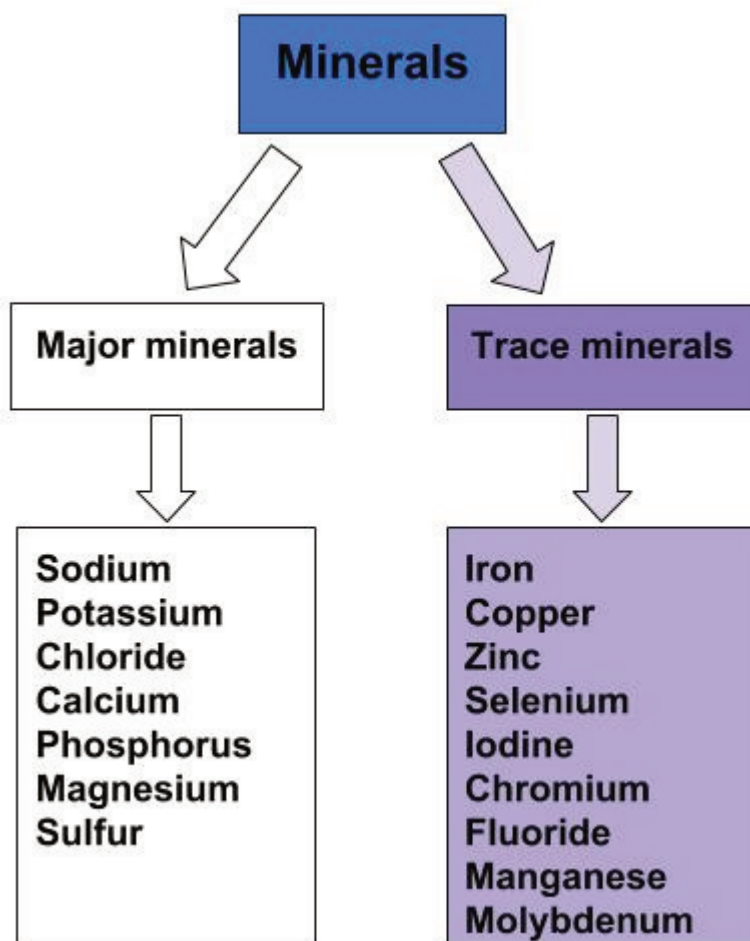 Minerals
Major minerals
Trace minerals
Sodium
Potassium
Chloride
Calcium
Phosphorus
Magnesium
Sulfur
Iron
Copper
Zinc
Selenium
Iodine
Chromium
Fluoride
Manganese
Molybdenum